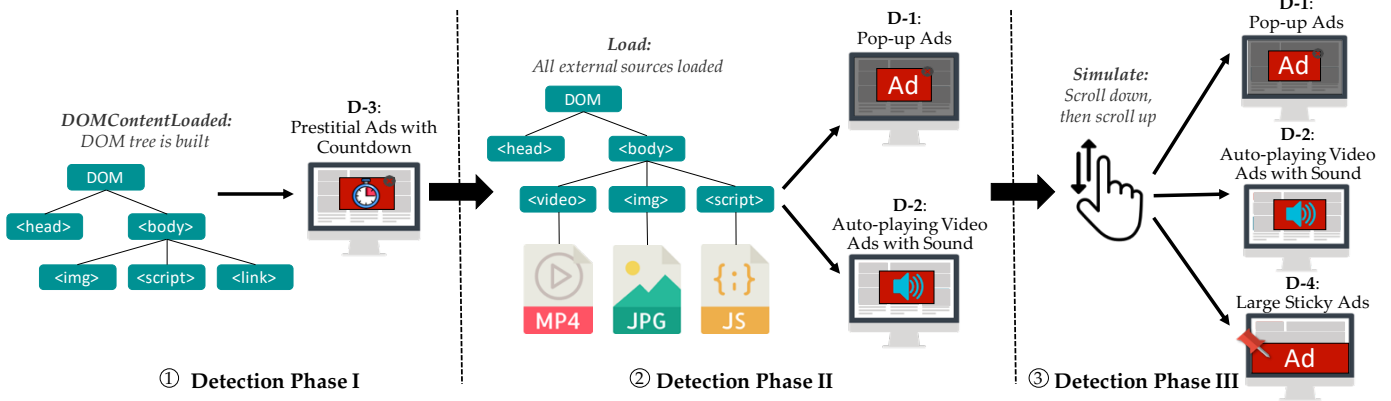 DOMContentLoaded:
DOM tree is built
DOM
<head>
<body>
<img>
<script>
<link>
D-3:
Prestitial Ads with
Countdown
① Detection Phase I
Load:
All external sources loaded
DOM
<head>
<body>
<video>
<img>
<script>
MP4
JPG
{;}
JS
D-1:
Pop-up Ads
Ad
D-2:
Auto-playing Video
Ads with Sound
② Detection Phase II
Simulate:
Scroll down,
then scroll up
D-1:
Pop-up Ads
Ad
D-2:
Auto-playing Video
Ads with Sound
D-4:
Large Sticky Ads
Ad
③ Detection Phase III